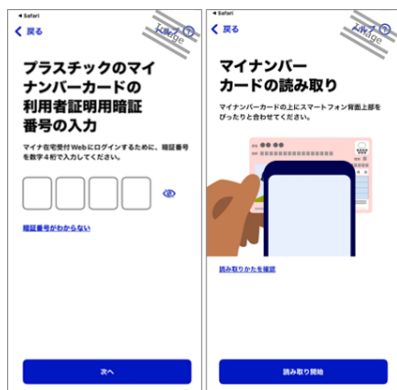 ◀ Safari
戻る
ヘルプ
Image
プラスチックのマイ
ナンバーカードの
利用者証明用暗証
番号の入力
マイナ在宅受付Webにログインするために、暗証番号
を数字4桁で入力してください。
暗証番号がわからない
次へ
◀ Safari
戻る
ヘルプ
Image
マイナンバー
カードの読み取り
マイナンバーカードの上にスマートフォン背面上部を
ぴったりと合わせてください。
読み取りかたを確認
読み取り開始